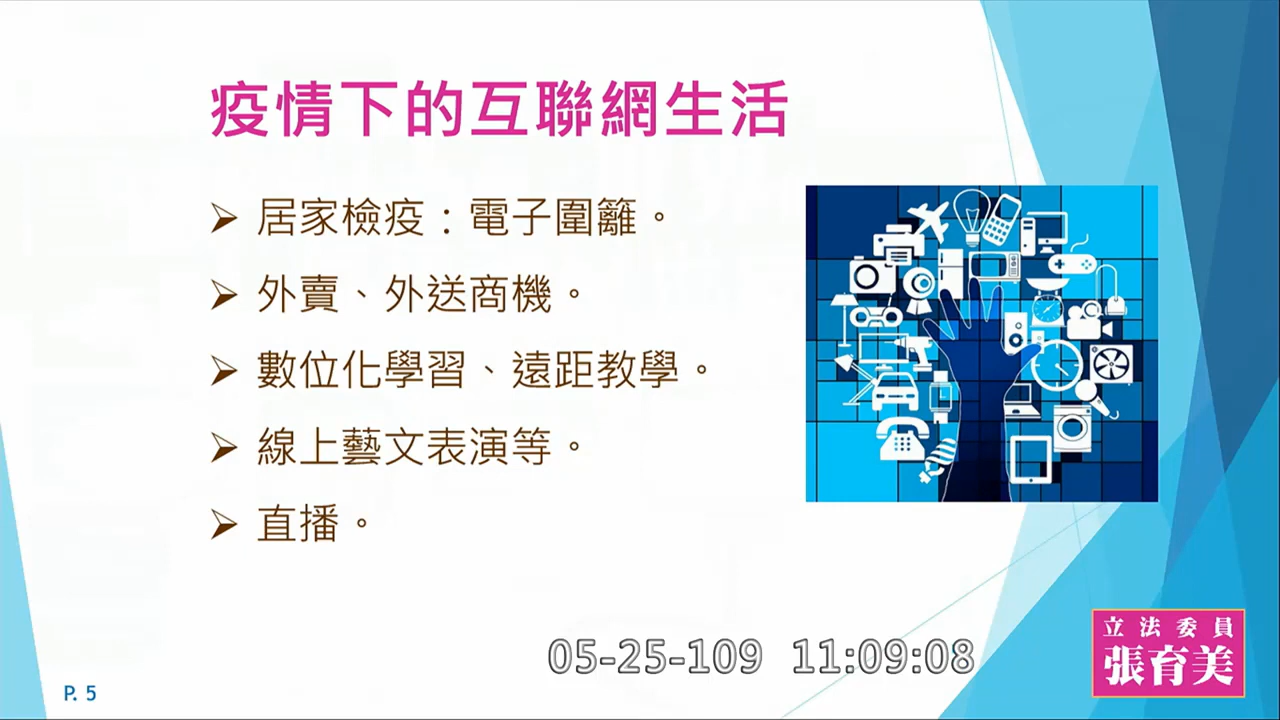 疫情下的互聯網生活
居家檢疫：電子圍籬。
外賣、外送商機。
數位化學習、遠距教學。
線上藝文表演等。
直播。
05-25-109 11:09:08
立法委員
張育美
P. 5